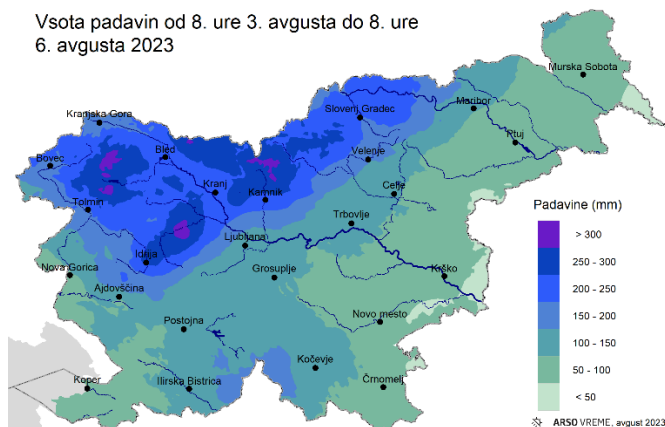 Vsota padavin od 8. ure 3. avgusta do 8. ure
6. avgusta 2023
Murska Sobota
Kranjska Gora
Slovenj Gradec
Maribor
Ptuj
Bovec
Bled
Velenje
Kranj
Kamnik
Celje
Tolmin
Trbovlje
Ljubljana
Idrija
Nova Gorica
Grosuplje
Krško
Ajdovščina
Postojna
Novo mesto
Kočevje
Koper
Ilirska Bistrica
Črnomelj
Padavine (mm)
> 300
250 - 300
200 - 250
150 - 200
100 - 150
50 - 100
< 50
ARSO VREME, avgust 2023